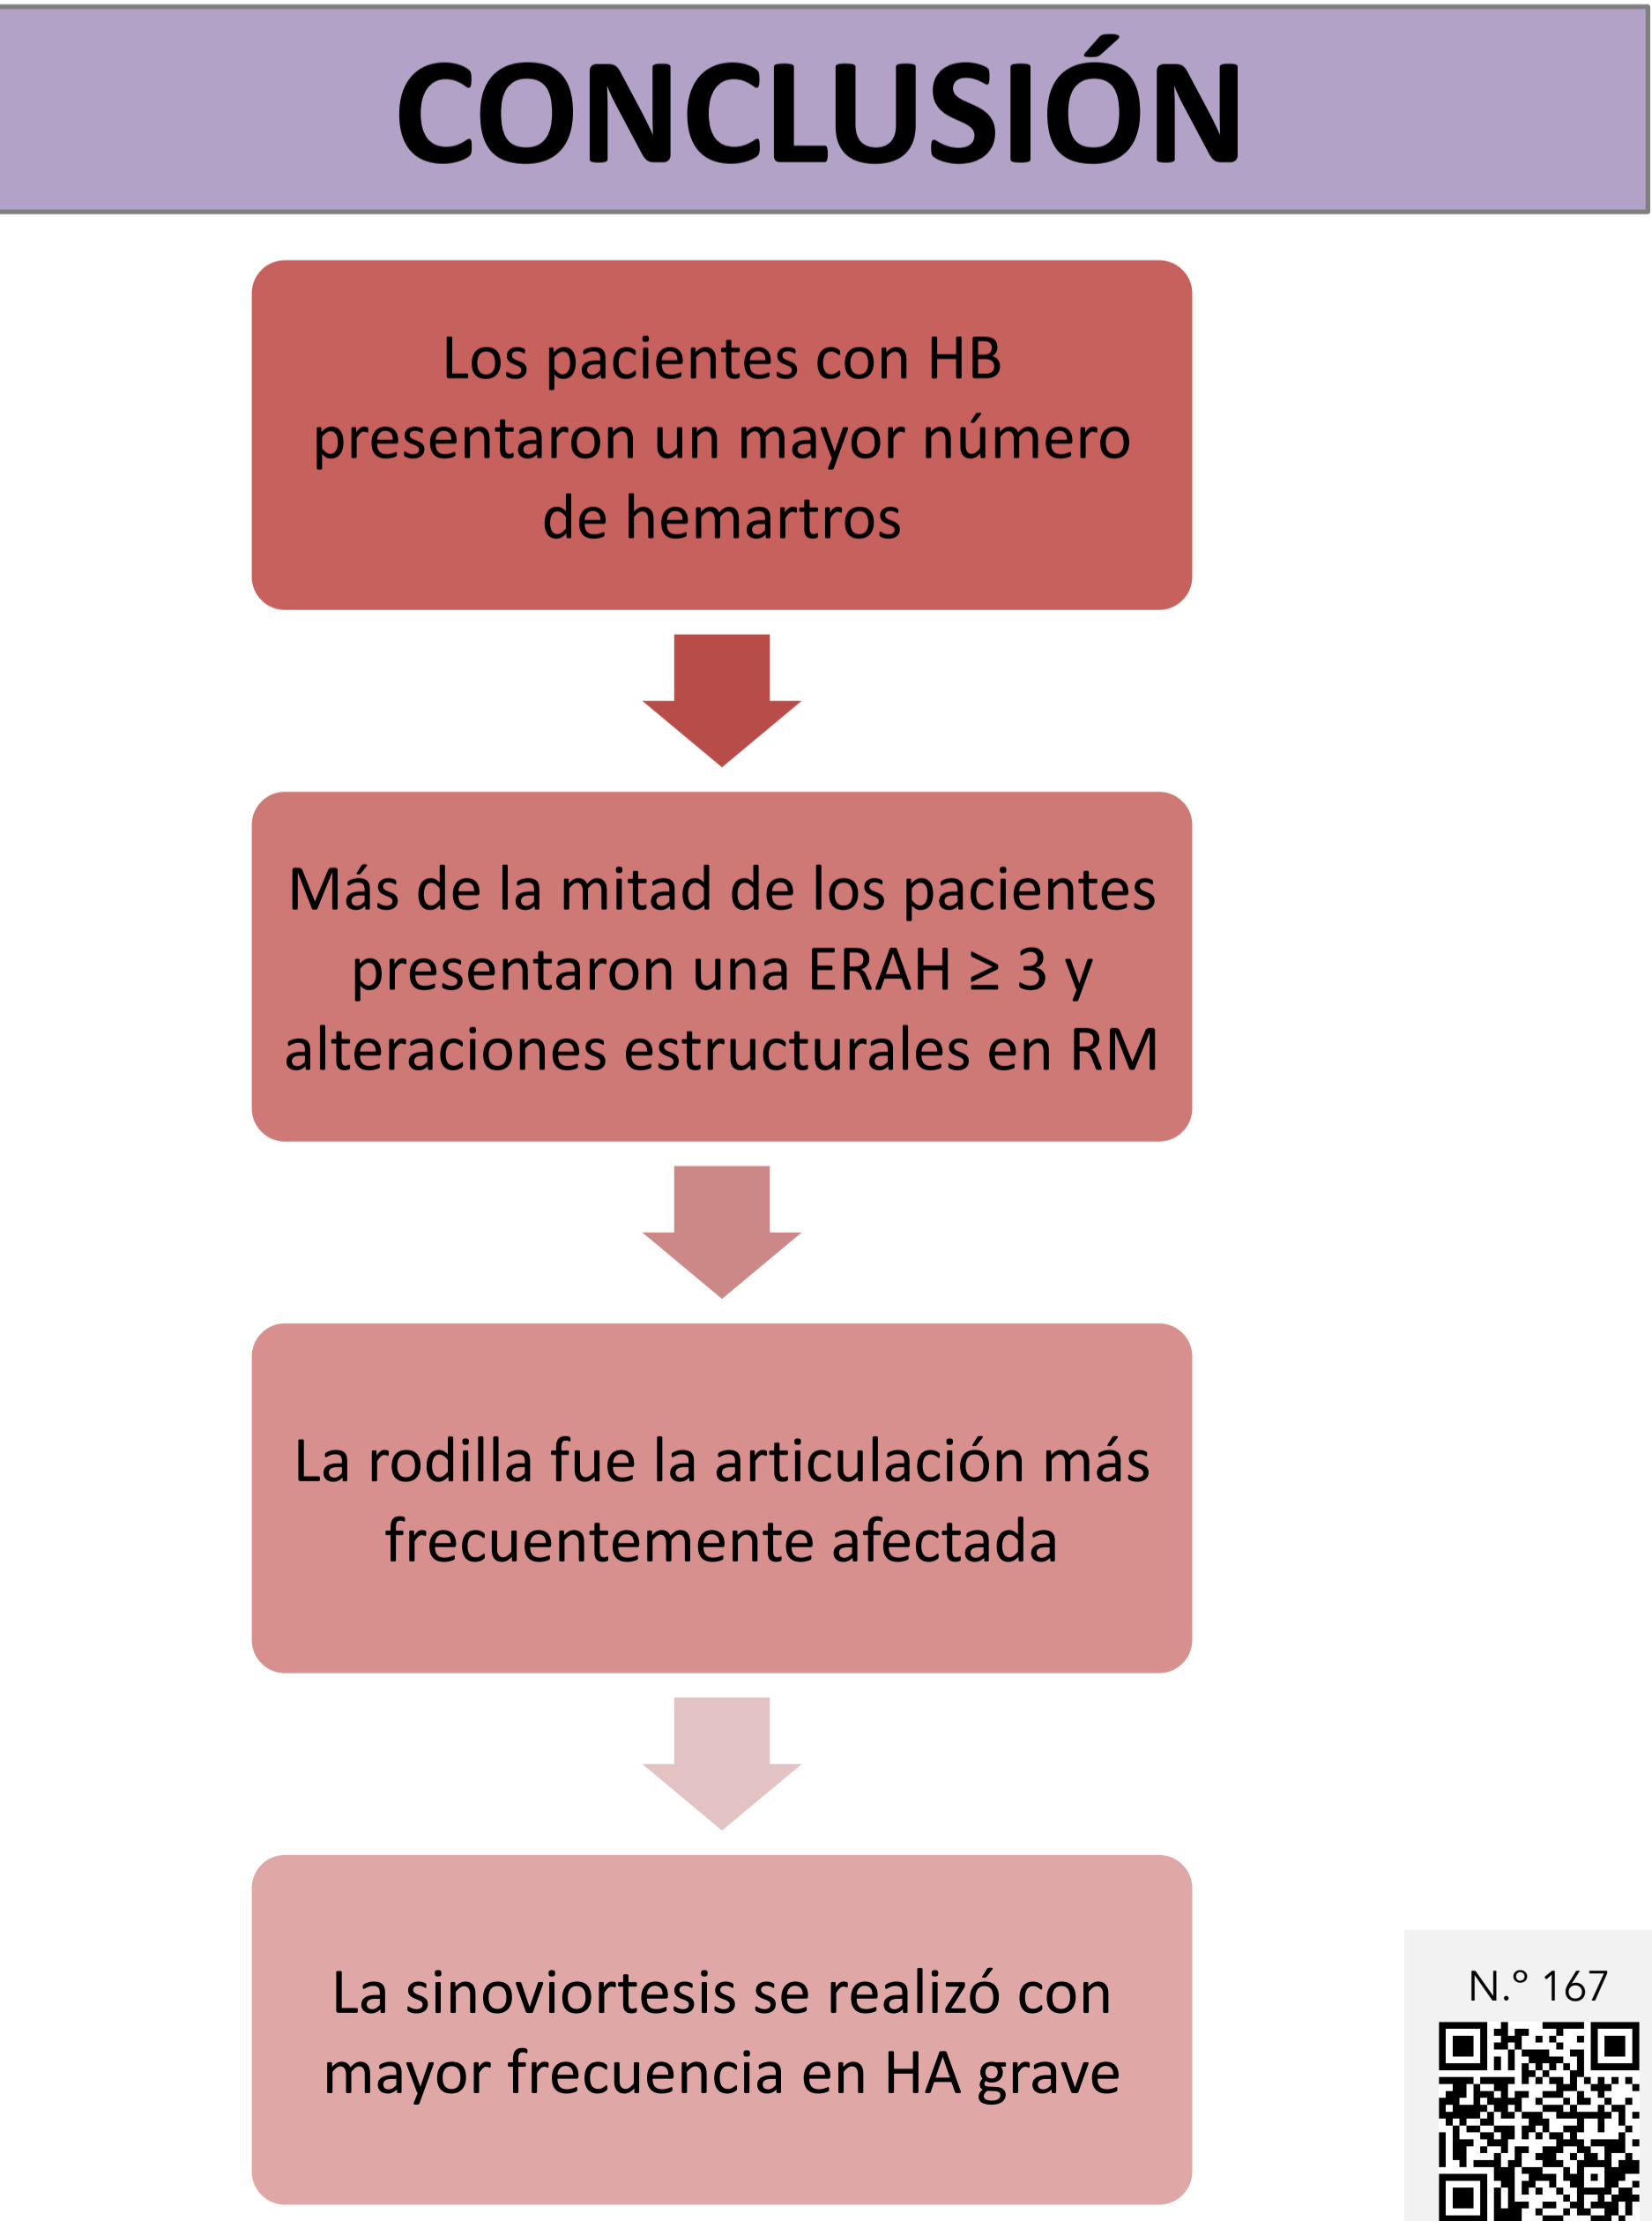 CONCLUSIÓN
Los pacientes con HB
presentaron un mayor número
de hemartros
Más de la mitad de los pacientes
presentaron una ERAH ≥ 3 y
alteraciones estructurales en RM
La rodilla fue la articulación más
frecuentemente afectada
La sinoviortesis se realizó con
mayor frecuencia en HA grave
N.º 167